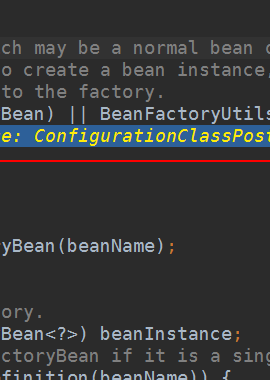 ch may be a normal bean
o create a bean instance,
to the factory.
Bean) || BeanFactoryUtils
e: ConfigurationClassPost
yBean(beanName);
ory.
Bean<?>) beanInstance;
ctoryBean if it is a sing
finition(beanName)) {